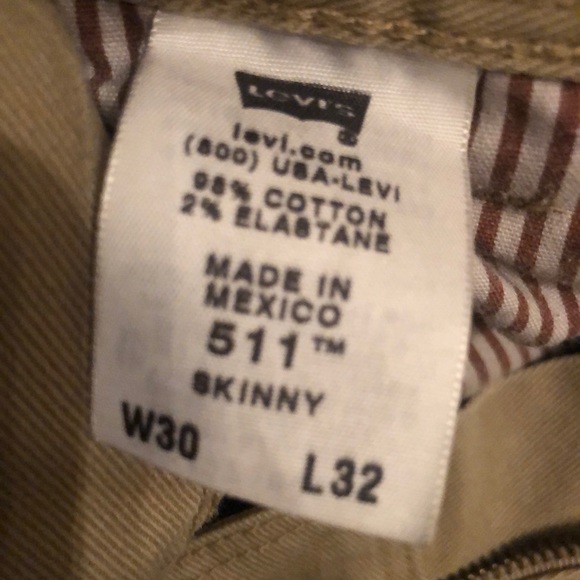 Levi's
levi.com
(800) USA-LEVI
98% COTTON
2% ELASTANE
MADE IN
MEXICO
511™
SKINNY
W30
L32